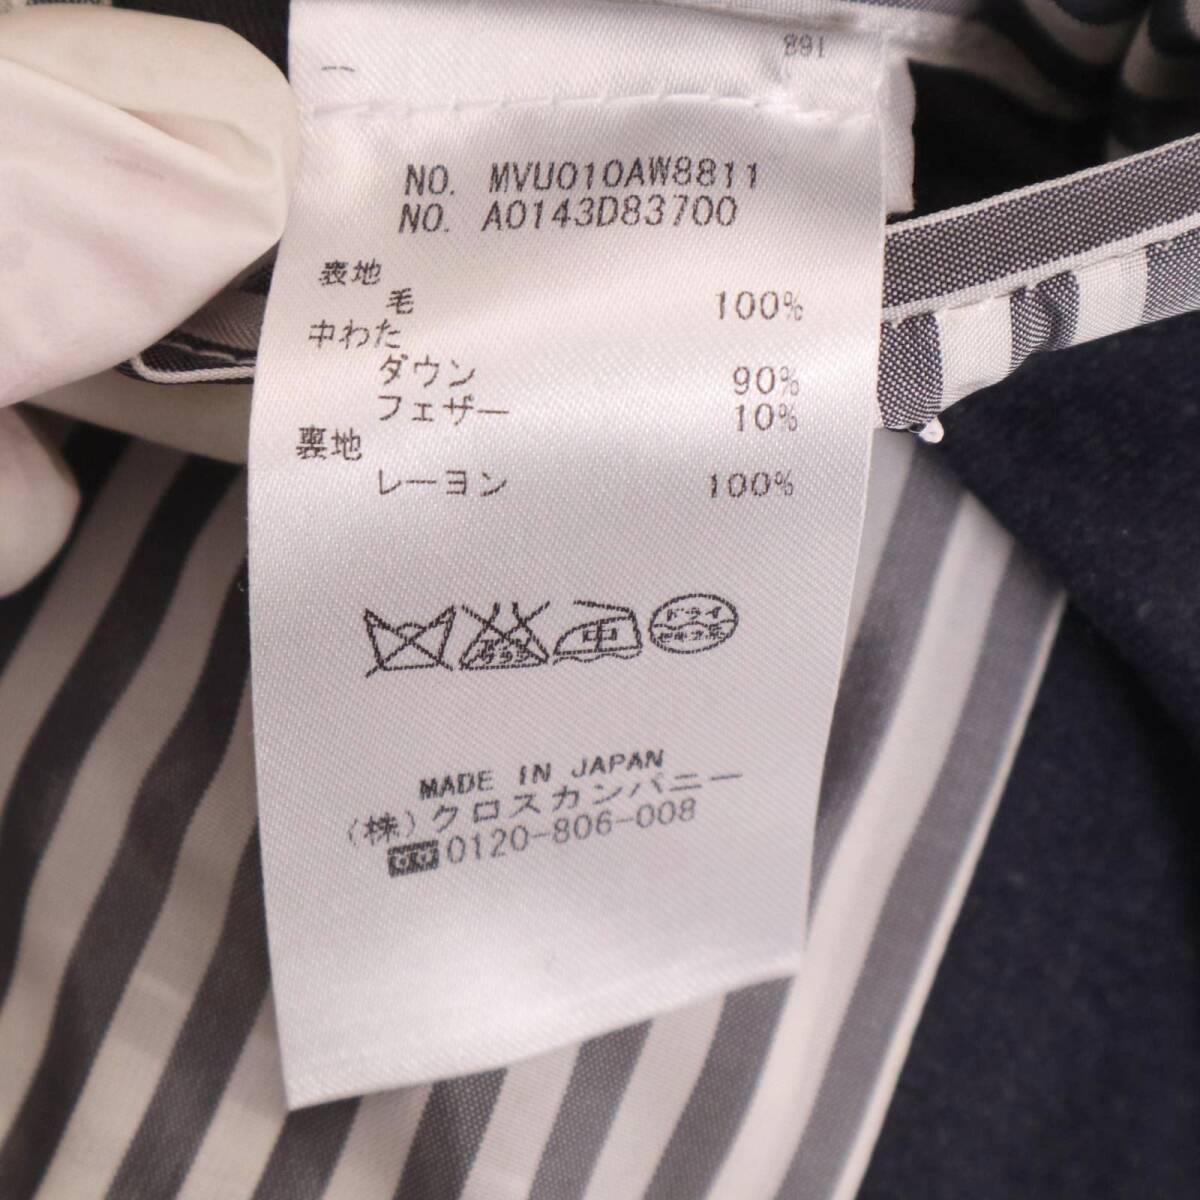 891
NO. MVU010AW8811
NO. A0143D83700
表地
毛 100%
中わた
ダウン 90%
フェザー 10%
裏地
レーヨン 100%
中
ドライ
MADE IN JAPAN
(株)クロスカンパニー
0120-806-008